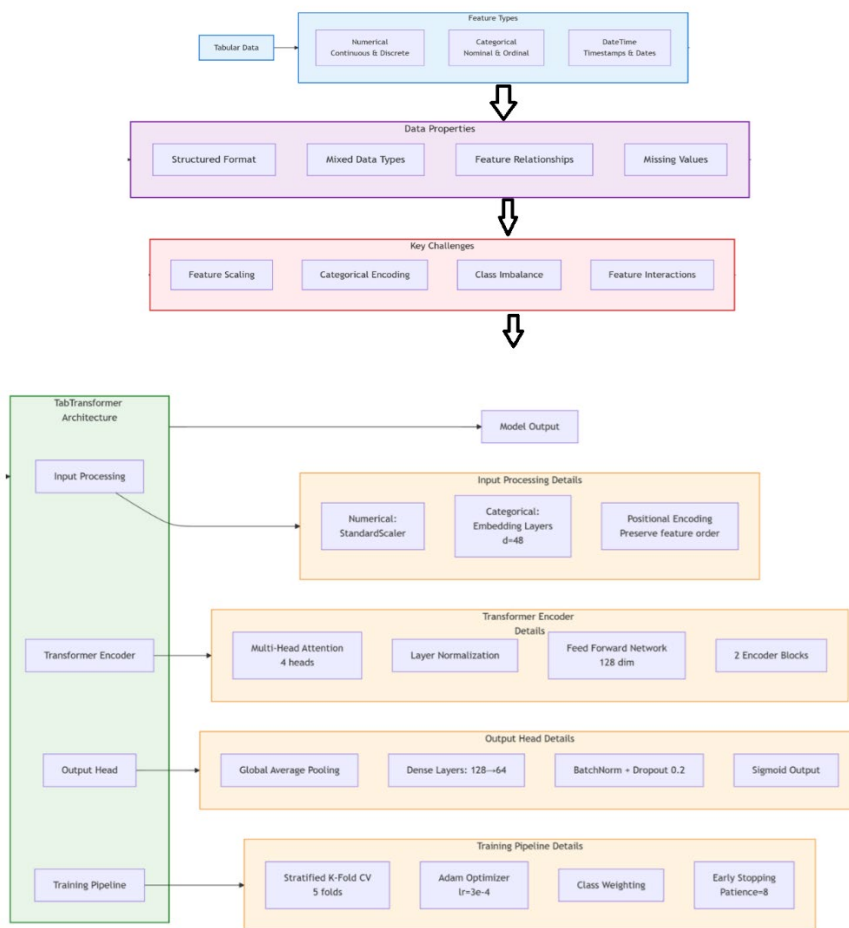 Feature Types
Tabular Data
Numerical
Continuous & Discrete
Categorical
Nominal & Ordinal
DateTime
Timestamps & Dates
Data Properties
Structured Format
Mixed Data Types
Feature Relationships
Missing Values
Key Challenges
Feature Scaling
Categorical Encoding
Class Imbalance
Feature Interactions
TabTransformer
Architecture
Model Output
Input Processing
Input Processing Details
Numerical:
StandardScaler
Categorical:
Embedding Layers
d=48
Positional Encoding
Preserve feature order
Transformer Encoder
Transformer Encoder
Details
Multi-Head Attention
4 heads
Layer Normalization
Feed Forward Network
128 dim
2 Encoder Blocks
Output Head
Output Head Details
Global Average Pooling
Dense Layers: 128→64
BatchNorm + Dropout 0.2
Sigmoid Output
Training Pipeline
Training Pipeline Details
Stratified K-Fold CV
5 folds
Adam Optimizer
lr=3e-4
Class Weighting
Early Stopping
Patience=8